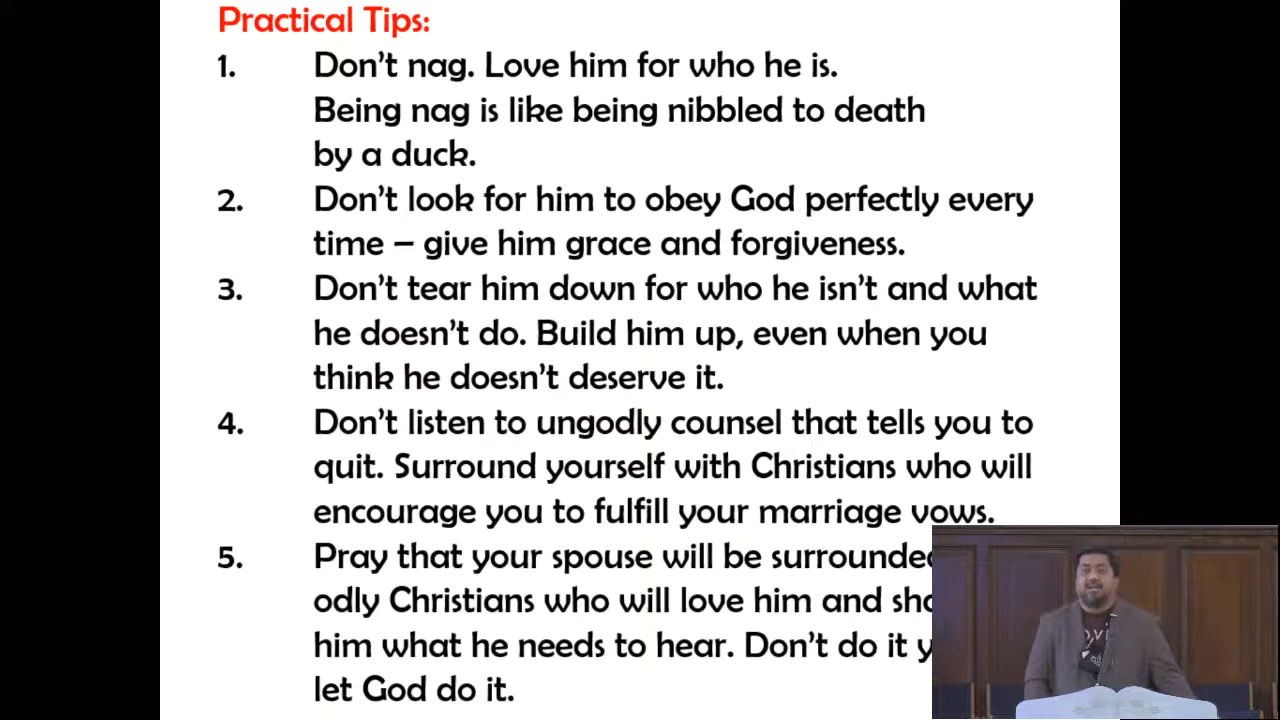 Practical Tips:
1. Don't nag. Love him for who he is.
Being nag is like being nibbled to death
by a duck.
2. Don't look for him to obey God perfectly every
time – give him grace and forgiveness.
3. Don't tear him down for who he isn't and what
he doesn't do. Build him up, even when you
think he doesn't deserve it.
4. Don't listen to ungodly counsel that tells you to
quit. Surround yourself with Christians who will
encourage you to fulfill your marriage vows.
5. Pray that your spouse will be surrounded
odly Christians who will love him and
him what he needs to hear. Don't do it
let God do it.